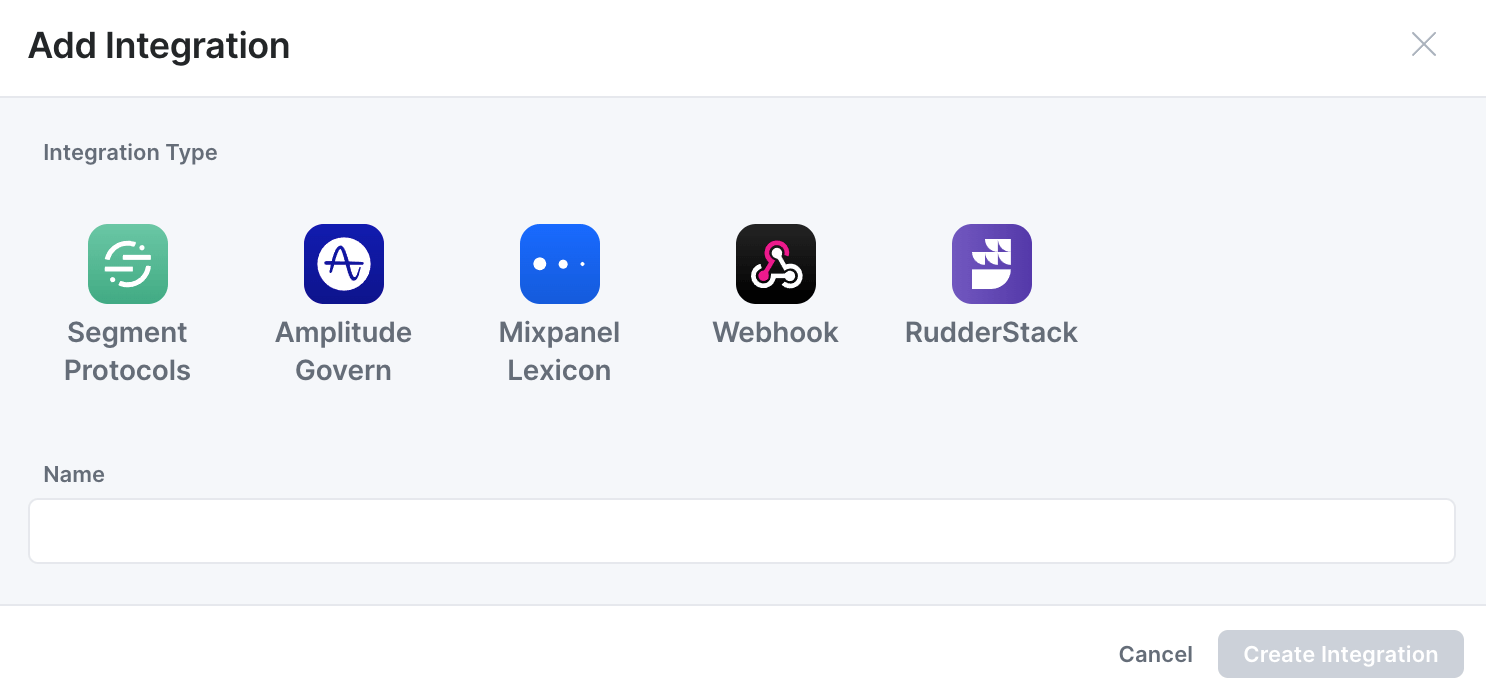 Add Integration
Integration Type
Segment
Protocols
Amplitude
Govern
Mixpanel
Lexicon
Webhook
RudderStack
Name
Cancel
Create Integration